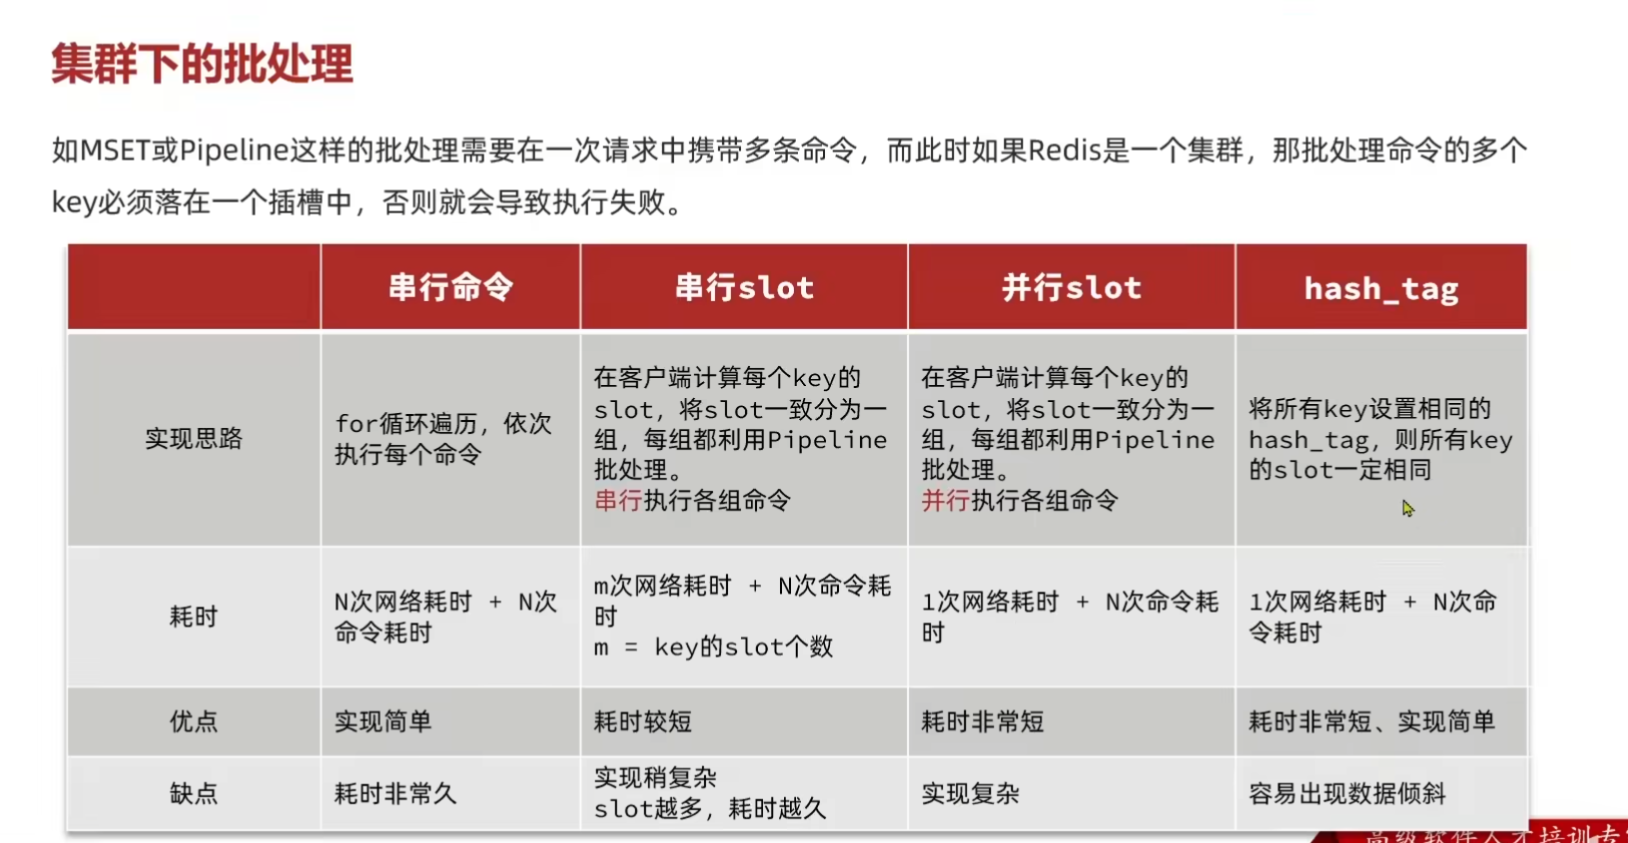 集群下的批处理
如MSET或Pipeline这样的批处理需要在一次请求中携带多条命令，而此时如果Redis是一个集群，那批处理命令的多个
key必须落在一个插槽中，否则就会导致执行失败。
串行命令
串行slot
并行slot
hash_tag
实现思路
for循环遍历，依次
执行每个命令
在客户端计算每个key的
slot，将slot一致分为一
组，每组都利用Pipeline
批处理。
串行执行各组命令
在客户端计算每个key的
slot，将slot一致分为一
组，每组都利用Pipeline
批处理。
并行执行各组命令
将所有key设置相同的
hash_tag，则所有key
的slot一定相同
耗时
N次网络耗时 + N次
命令耗时
m次网络耗时 + N次命令耗
时
m = key的slot个数
1次网络耗时 + N次命令耗
时
1次网络耗时 + N次命
令耗时
优点
实现简单
耗时较短
耗时非常短
耗时非常短、实现简单
缺点
耗时非常久
实现稍复杂
slot越多，耗时越久
实现复杂
容易出现数据倾斜
高级软件人才培训专